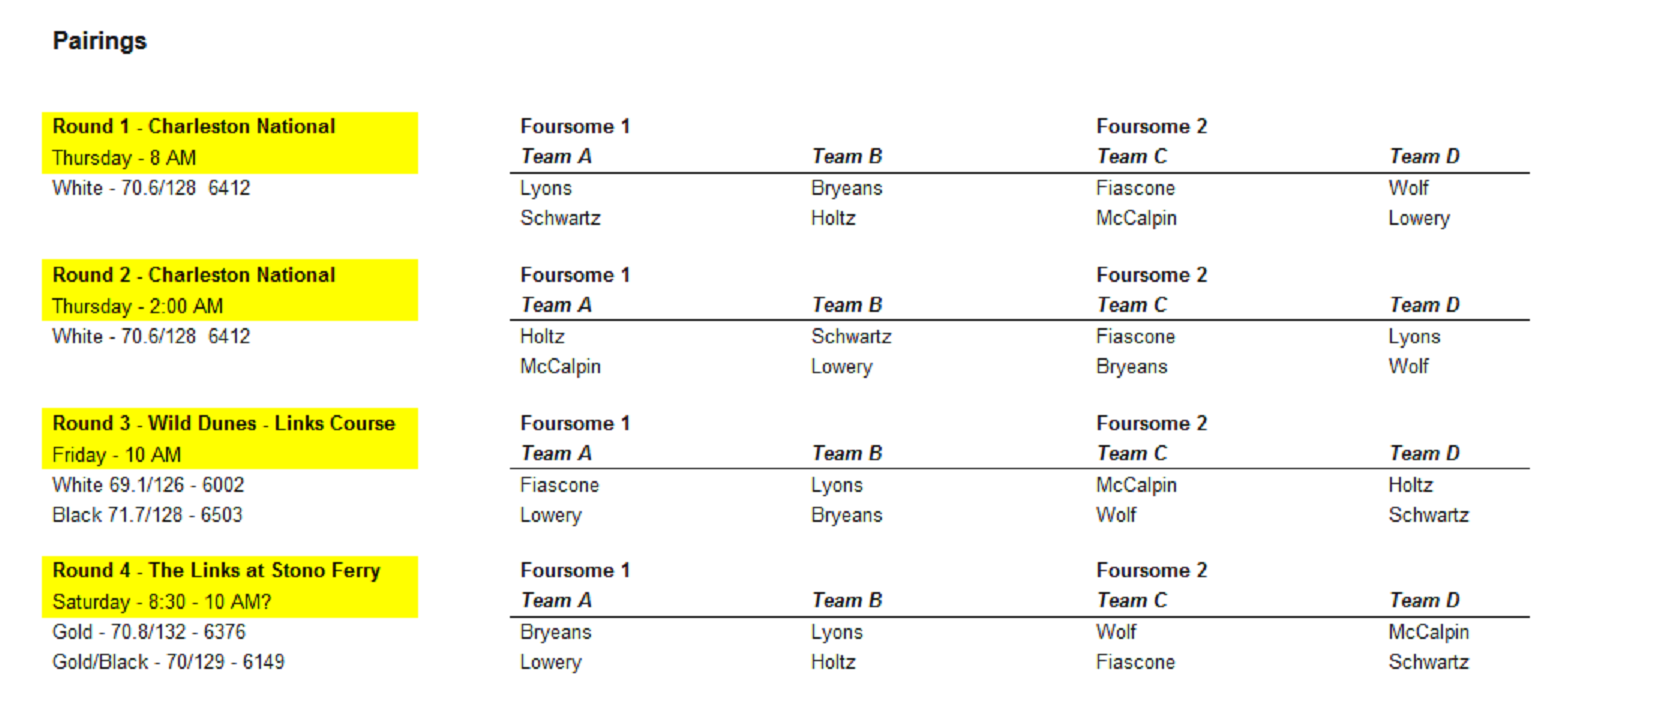 Pairings
Round 1 - Charleston National Foursome 1 Foursome 2
Thursday - 8 AM Team A Team B Team C Team D
White - 70.6/128  6412 Lyons Bryeans Fiascone Wolf
Schwartz Holtz McCalpin Lowery
Round 2 - Charleston National Foursome 1 Foursome 2
Thursday - 2:00 AM Team A Team B Team C Team D
White - 70.6/128  6412 Holtz Schwartz Fiascone Lyons
McCalpin Lowery Bryeans Wolf
Round 3 - Wild Dunes - Links Course Foursome 1 Foursome 2
Friday - 10 AM Team A Team B Team C Team D
White 69.1/126 - 6002 Fiascone Lyons McCalpin Holtz
Black 71.7/128 - 6503 Lowery Bryeans Wolf Schwartz
Round 4 - The Links at Stono Ferry Foursome 1 Foursome 2
Saturday - 8:30 - 10 AM? Team A Team B Team C Team D
Gold - 70.8/132 - 6376 Bryeans Lyons Wolf McCalpin
Gold/Black - 70/129 - 6149 Lowery Holtz Fiascone Schwartz